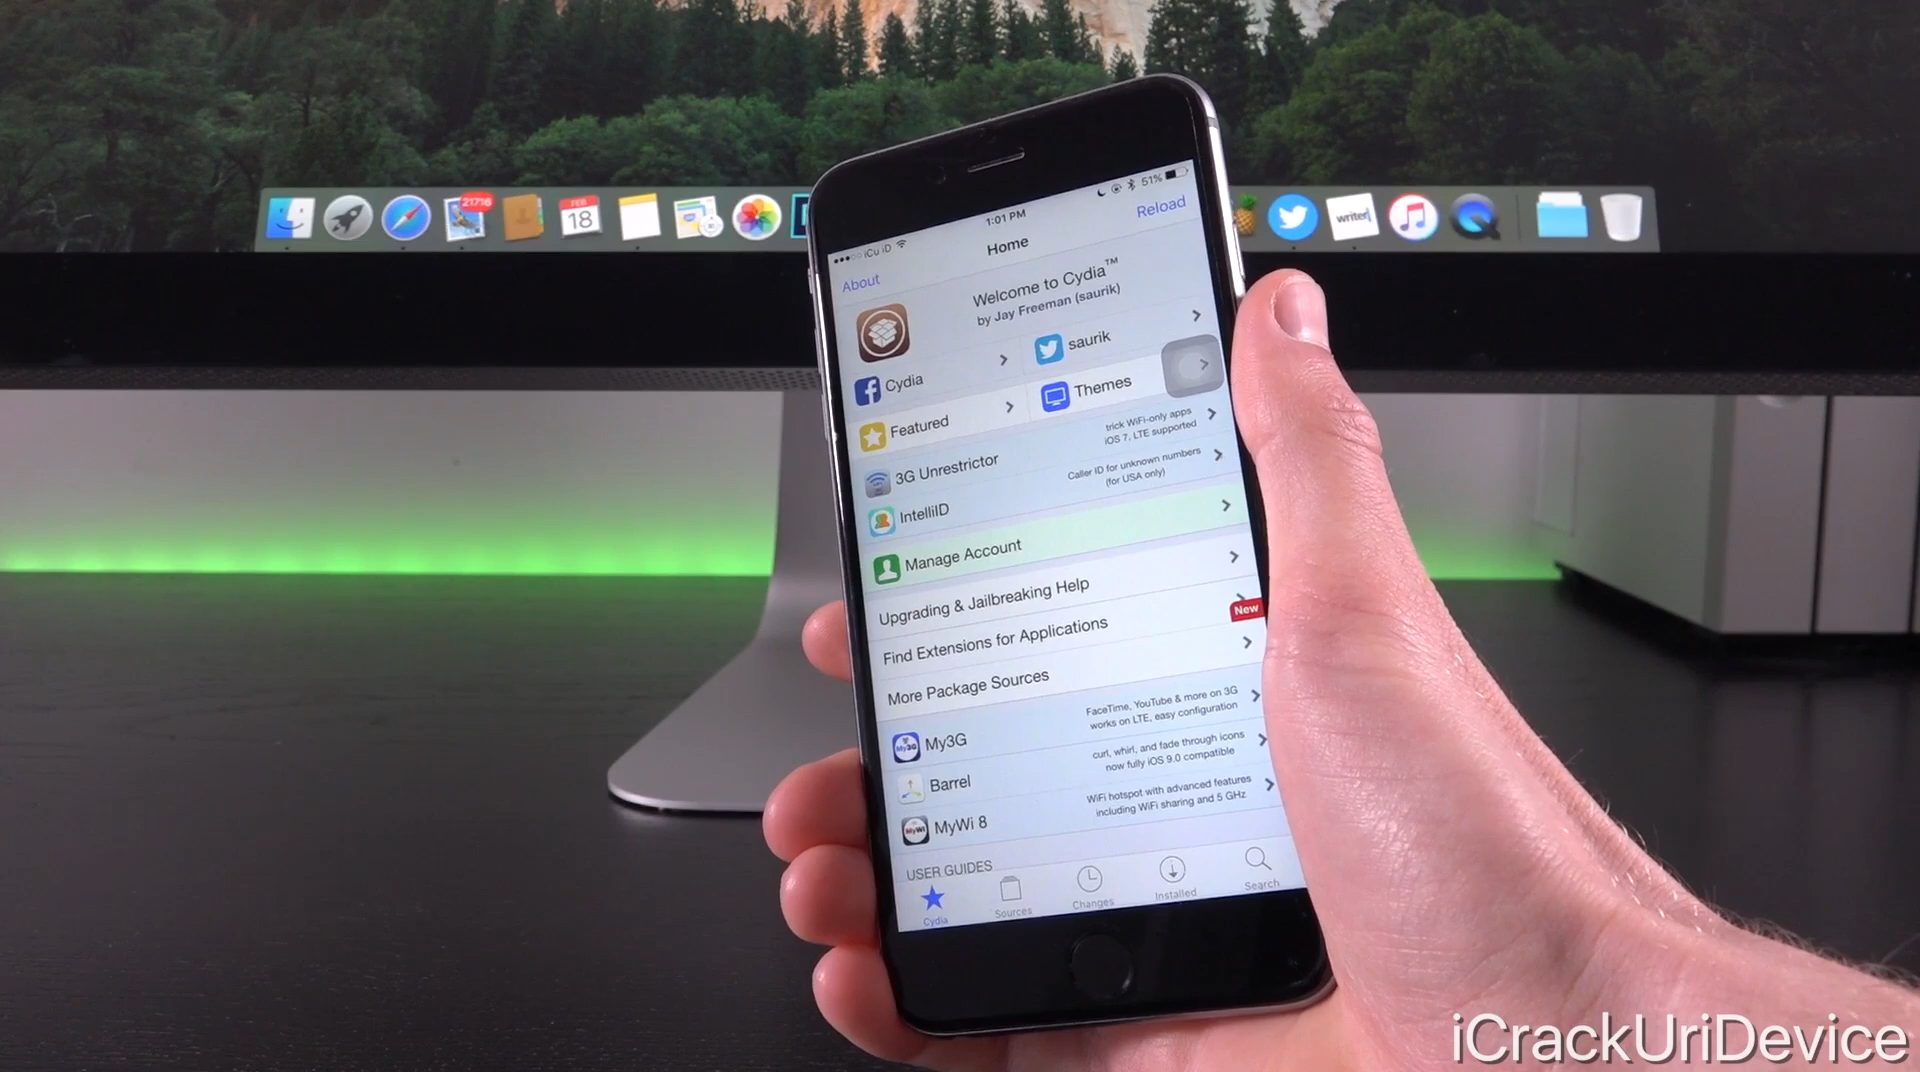 21716
FEB
18
writer
iCu iD
1:01 PM
51%
About
Home
Reload
Welcome to Cydia™
by Jay Freeman (saurik)
Cydia
saurik
Featured
Themes
3G Unrestrictor
trick WiFi-only apps
iOS 7, LTE supported
IntelliID
Caller ID for unknown numbers
(for USA only)
Manage Account
Upgrading & Jailbreaking Help
Find Extensions for Applications
New
More Package Sources
My3G
My3G
FaceTime, YouTube & more on 3G
works on LTE, easy configuration
Barrel
curl, whirl, and fade through icons
now fully iOS 9.0 compatible
MyWi
MyWi 8
WiFi hotspot with advanced features
including WiFi sharing and 5 GHz
USER GUIDES
Cydia
Sources
Changes
Installed
Search
iCrackUriDevice